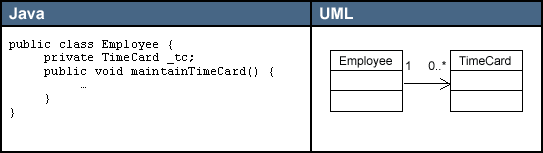 Java
public class Employee {
private TimeCard _tc;
public void maintainTimeCard() {
…
}
}
UML
Employee
1
0..*
TimeCard